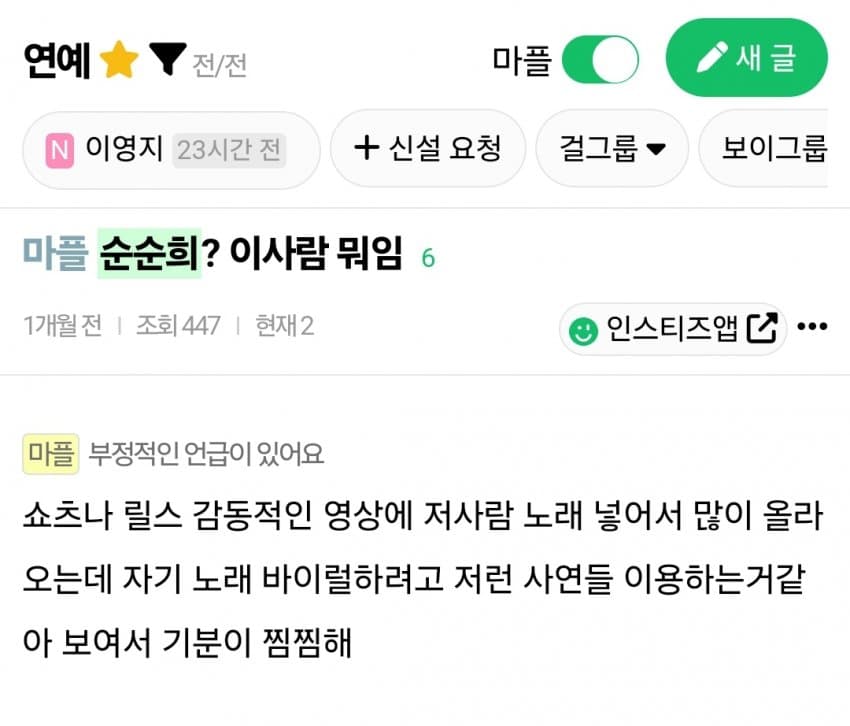 연예 전/전 마플 새 글
N 이영지 23시간 전 + 신설 요청 걸그룹 보이그룹
마플 순순희? 이사람 뭐임 6
1개월 전 | 조회 447 | 현재 2 인스티즈앱 •••
마플 부정적인 언급이 있어요
쇼츠나 릴스 감동적인 영상에 저사람 노래 넣어서 많이 올라
오는데 자기 노래 바이럴하려고 저런 사연들 이용하는거같
아 보여서 기분이 찜찜해